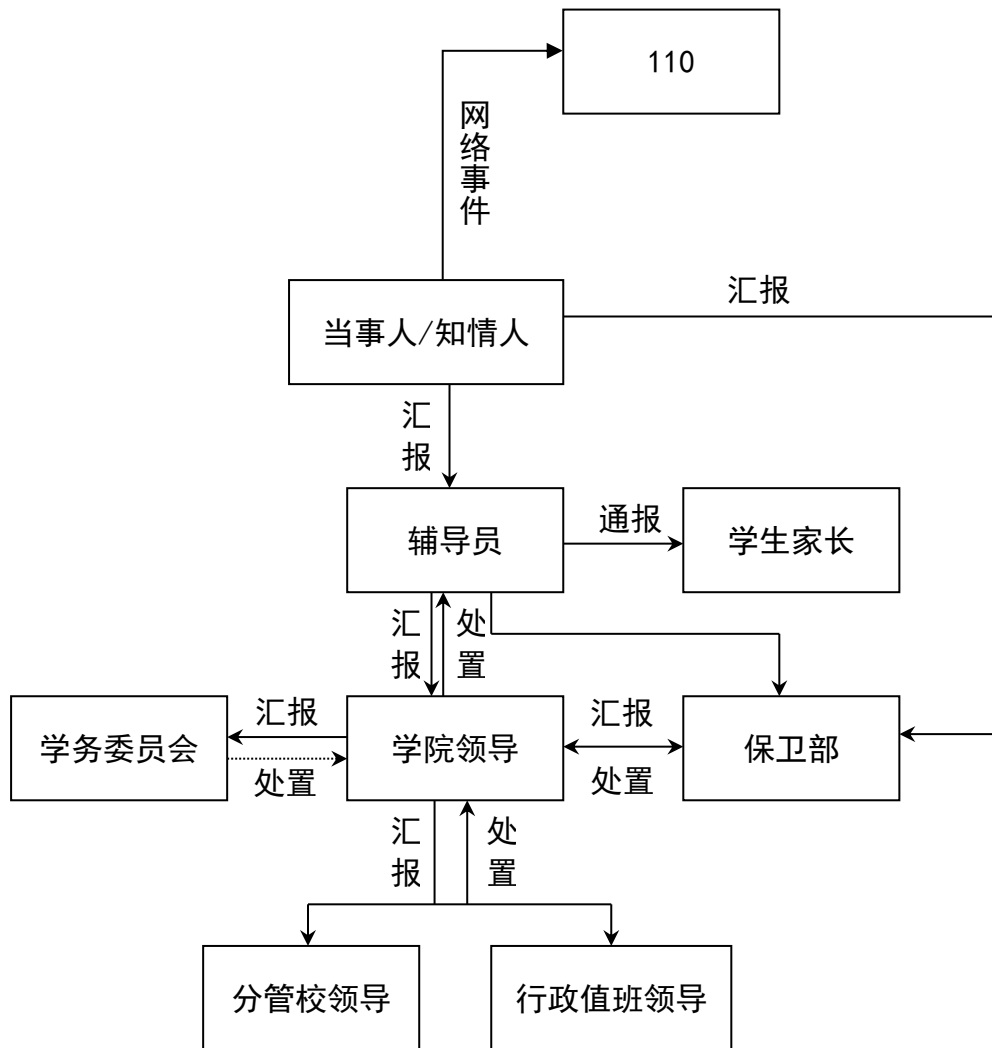 110
网络事件
汇报
当事人/知情人
汇报
辅导员
通报
学生家长
汇报
处置
学务委员会
汇报
处置
学院领导
汇报
处置
保卫部
汇报
处置
分管校领导
行政值班领导